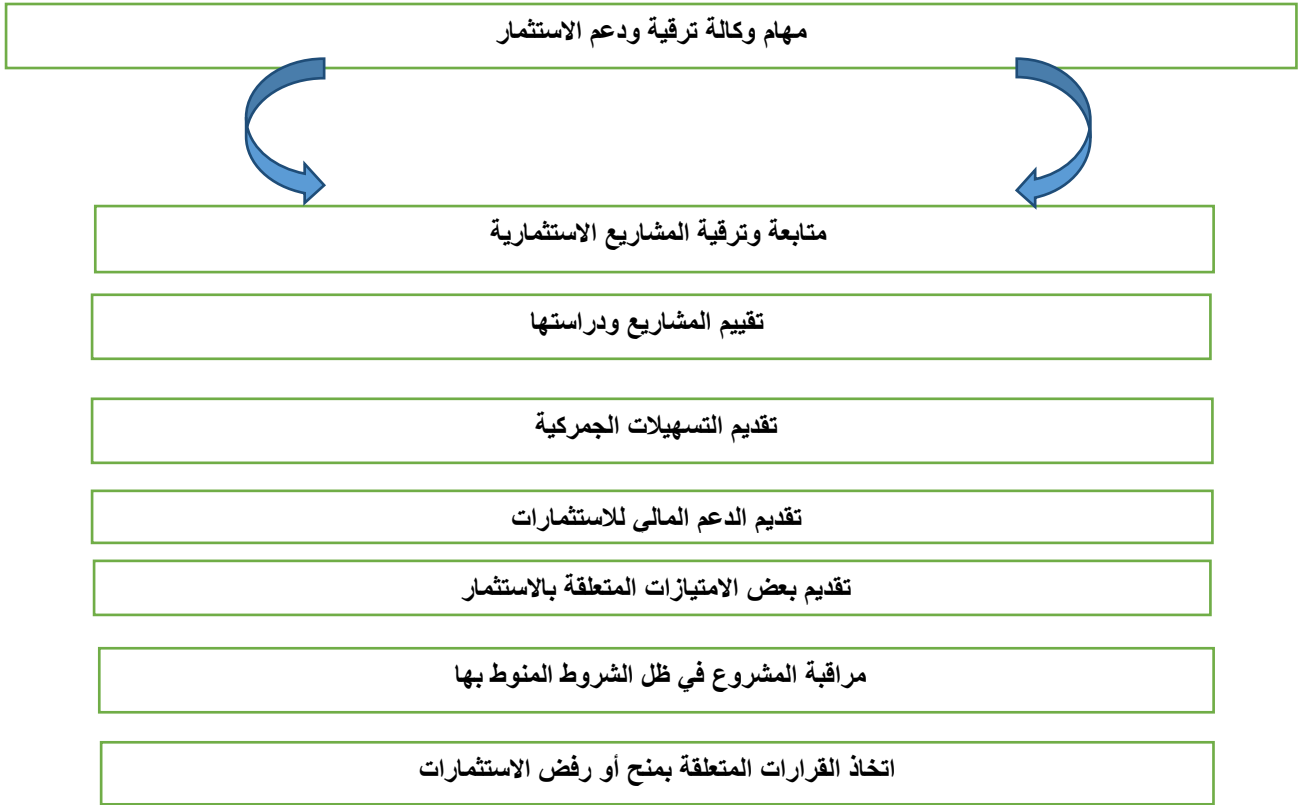 مهام وكالة ترقية ودعم الاستثمار
متابعة وترقية المشاريع الاستثمارية
تقييم المشاريع ودراستها
تقديم التسهيلات الجمركية
تقديم الدعم المالي للاستثمارات
تقديم بعض الامتيازات المتعلقة بالاستثمار
مراقبة المشروع في ظل الشروط المنوط بها
اتخاذ القرارات المتعلقة بمنح أو رفض الاستثمارات